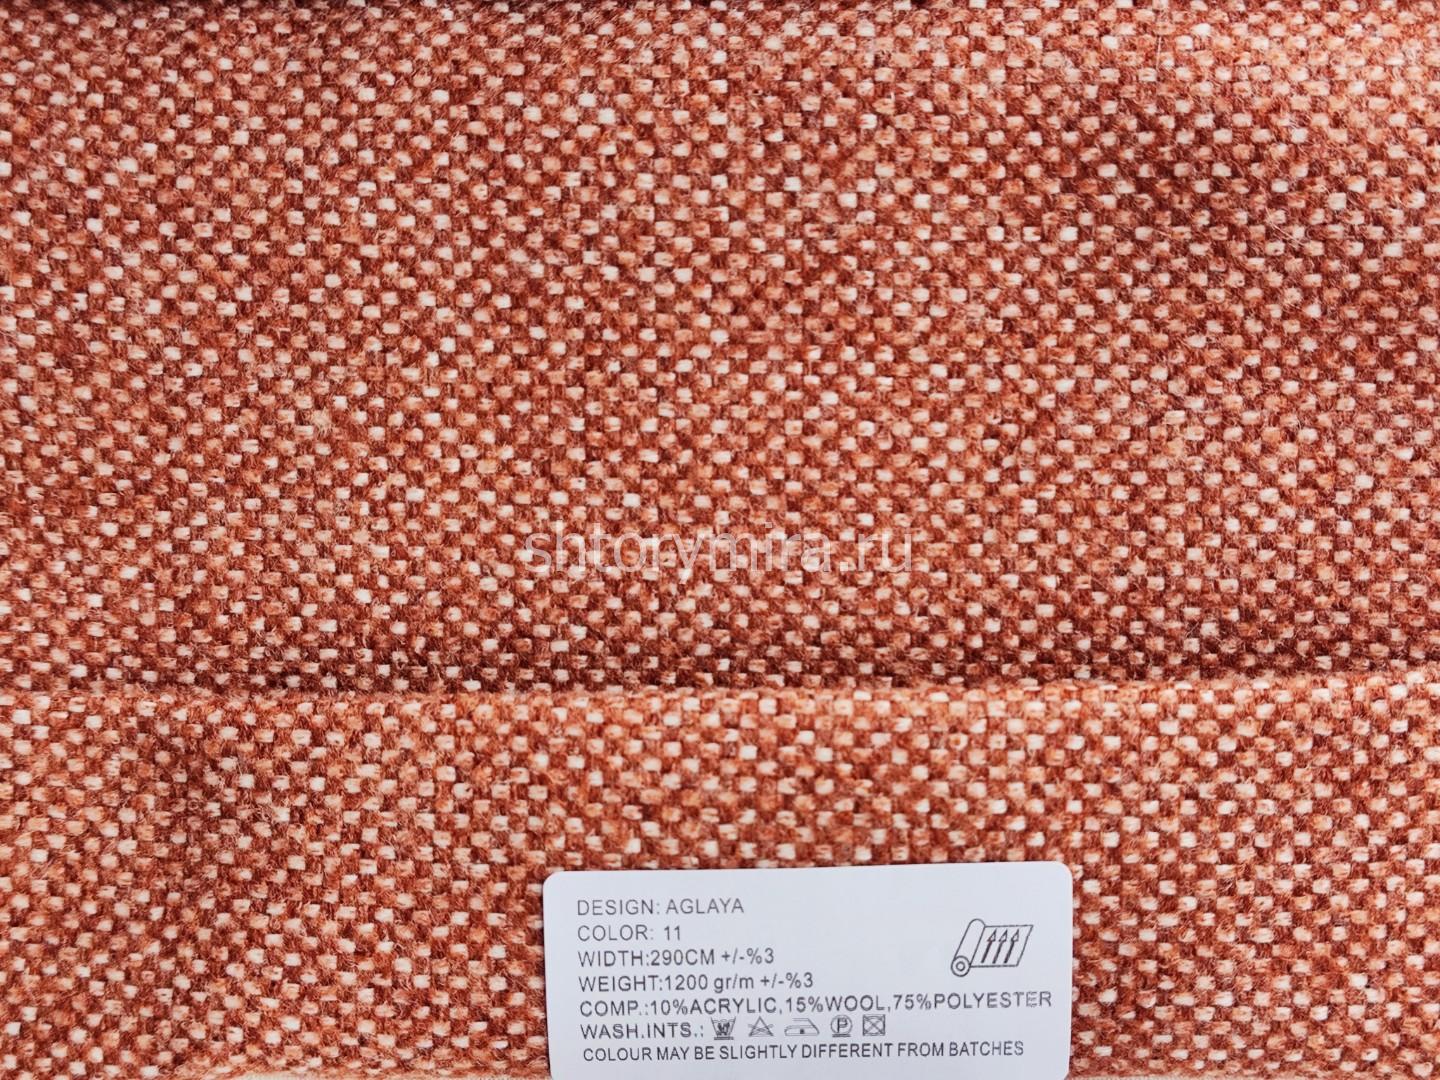 shtorymira.ru
DESIGN: AGLAYA
COLOR: 11
WIDTH:290CM +/-%3
WEIGHT:1200 gr/m +/-%3
COMP.:10%ACRYLIC,15%WOOL,75%POLYESTER
WASH.INTS.: P
COLOUR MAY BE SLIGHTLY DIFFERENT FROM BATCHES